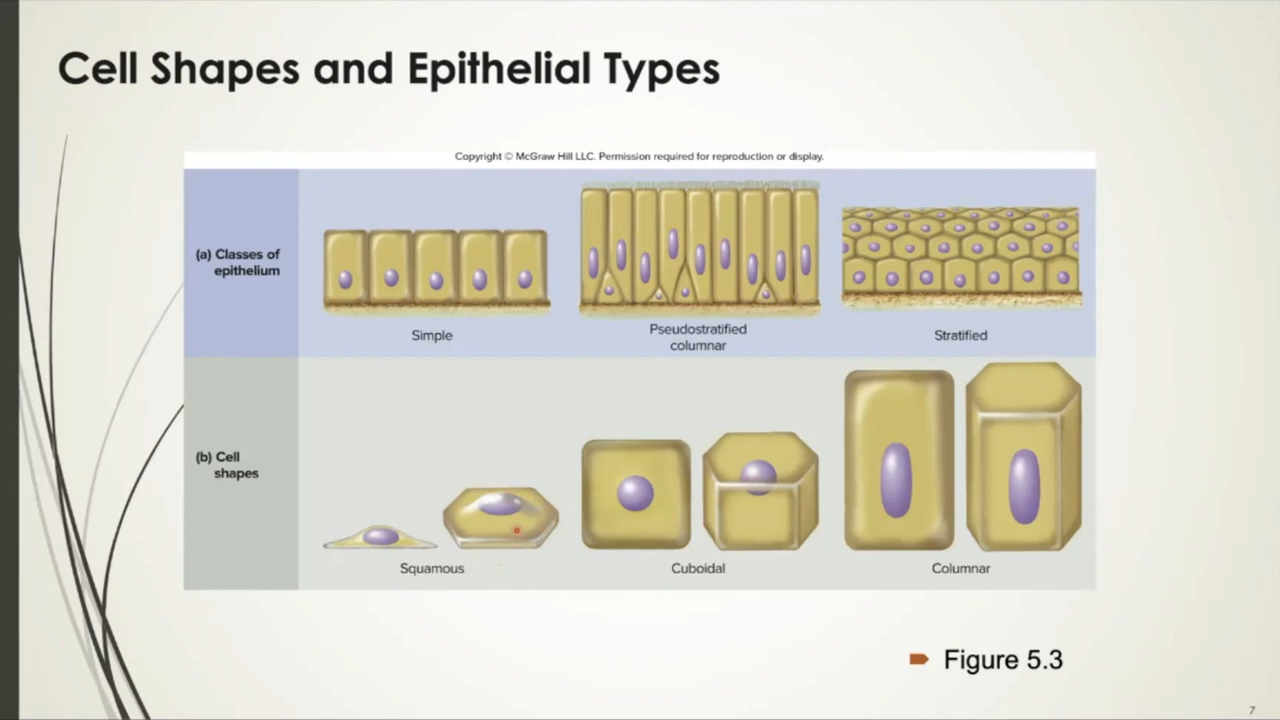 Cell Shapes and Epithelial Types
Copyright © McGraw Hill LLC. Permission required for reproduction or display.
(a) Classes of
epithelium
Simple
Pseudostratified
columnar
Stratified
(b) Cell
shapes
Squamous
Cuboidal
Columnar
Figure 5.3
7